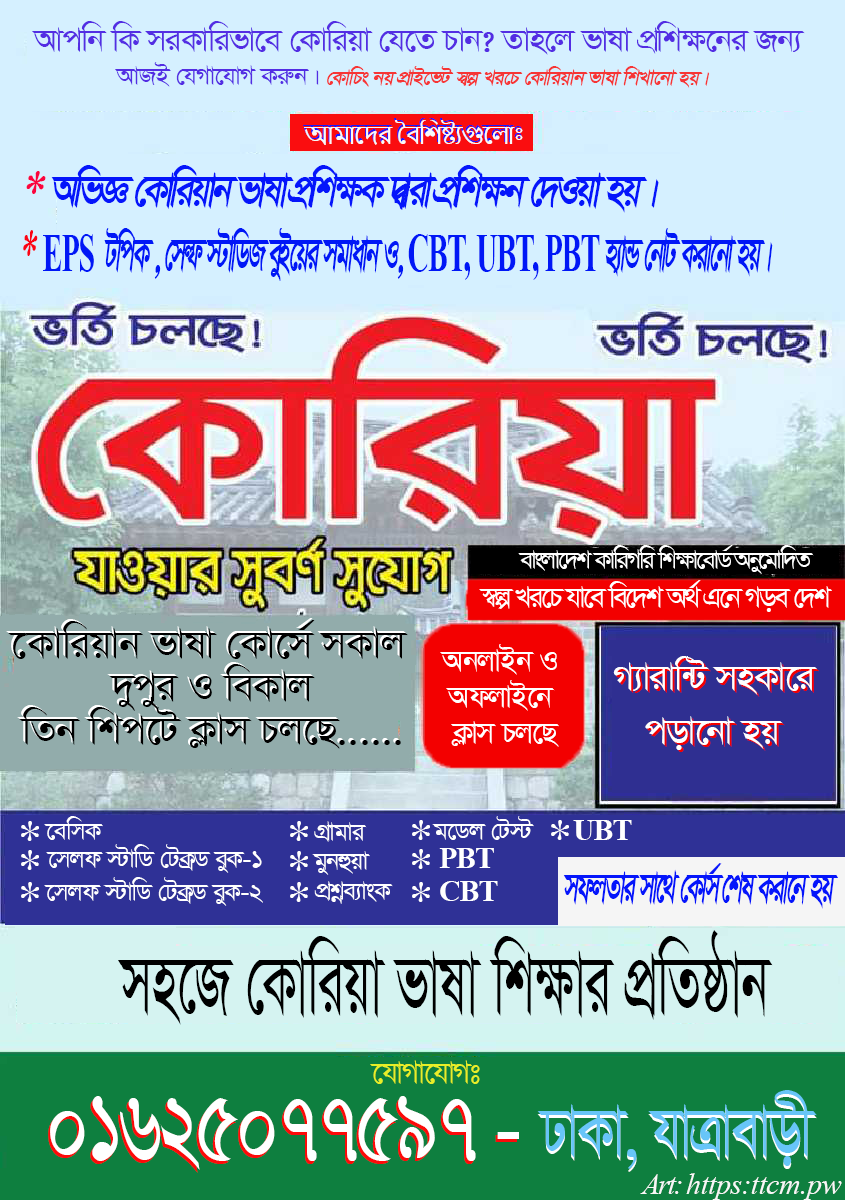 আপনি কি সরকারিভাবে কোরিয়া যেতে চান? তাহলে ভাষা প্রশিক্ষনের জন্য
আজই যেগাযোগ করুন। কোচিং নয় প্রাইভেট স্বল্প খরচে কোরিয়ান ভাষা শিখানো হয়।
আমাদের বৈশিষ্ট্যগুলোঃ
* অভিজ্ঞ কোরিয়ান ভাষা প্রশিক্ষক দ্বারা প্রশিক্ষন দেওয়া হয়।
* EPS টপিক, সেল্ফ স্টাডিজ বুইয়ের সমাধান ও, CBT, UBT, PBT হ্যান্ড নোট করানো হয়।
ভর্তি চলছে! ভর্তি চলছে!
কোরিয়া
যাওয়ার সুবর্ণ সুযোগ
বাংলাদেশ কারিগরি শিক্ষাবোর্ড অনুমোদিত
স্বল্প খরচে যাবে বিদেশ অর্থ এনে গড়ব দেশ
কোরিয়ান ভাষা কোর্সে সকাল
দুপুর ও বিকাল
তিন শিপটে ক্লাস চলছে......
অনলাইন ও
অফলাইনে
ক্লাস চলছে
গ্যারান্টি সহকারে
পড়ানো হয়
* বেসিক * গ্রামার * মডেল টেস্ট * UBT
* সেলফ স্টাডি টেক্সড বুক-১ * মুনহুয়া * PBT
* সেলফ স্টাডি টেক্সড বুক-২ * প্রশ্নব্যাংক * CBT
সফলতার সাথে কোর্স শেষ করানে হয়
সহজে কোরিয়া ভাষা শিক্ষার প্রতিষ্ঠান
যোগাযোগঃ
০১৬২৫০৭৭৫৯৭ - ঢাকা, যাত্রাবাড়ী
Art: https:ttcm.pw